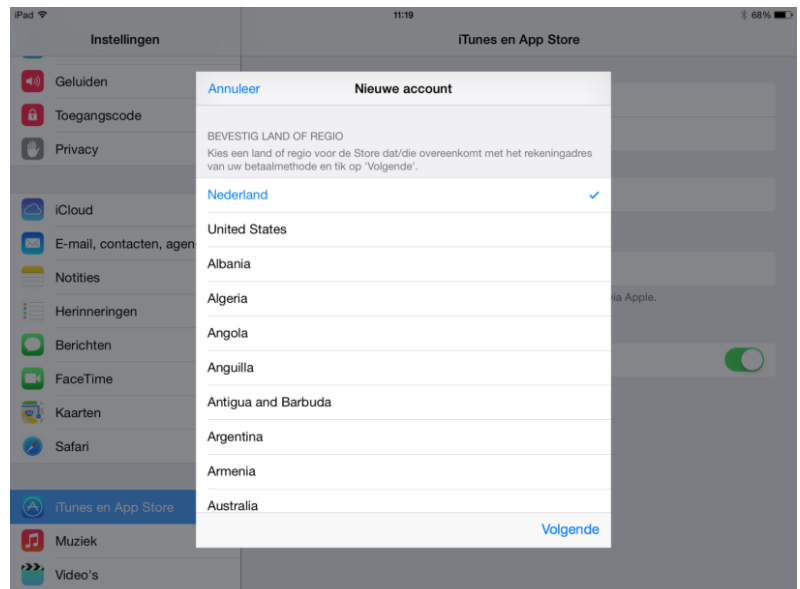 iPad 11:19 68%
Instellingen
iTunes en App Store
Geluiden
Toegangscode
Privacy
iCloud
E-mail, contacten, agen
Notities
Herinneringen
Berichten
FaceTime
Kaarten
Safari
iTunes en App Store
Muziek
Video's
Annuleer
Nieuwe account
BEVESTIG LAND OF REGIO
Kies een land of regio voor de Store dat/die overeenkomt met het rekeningadres
van uw betaalmethode en tik op 'Volgende'.
Nederland
United States
Albania
Algeria
Angola
Anguilla
Antigua and Barbuda
Argentina
Armenia
Australia
Volgende
via Apple.